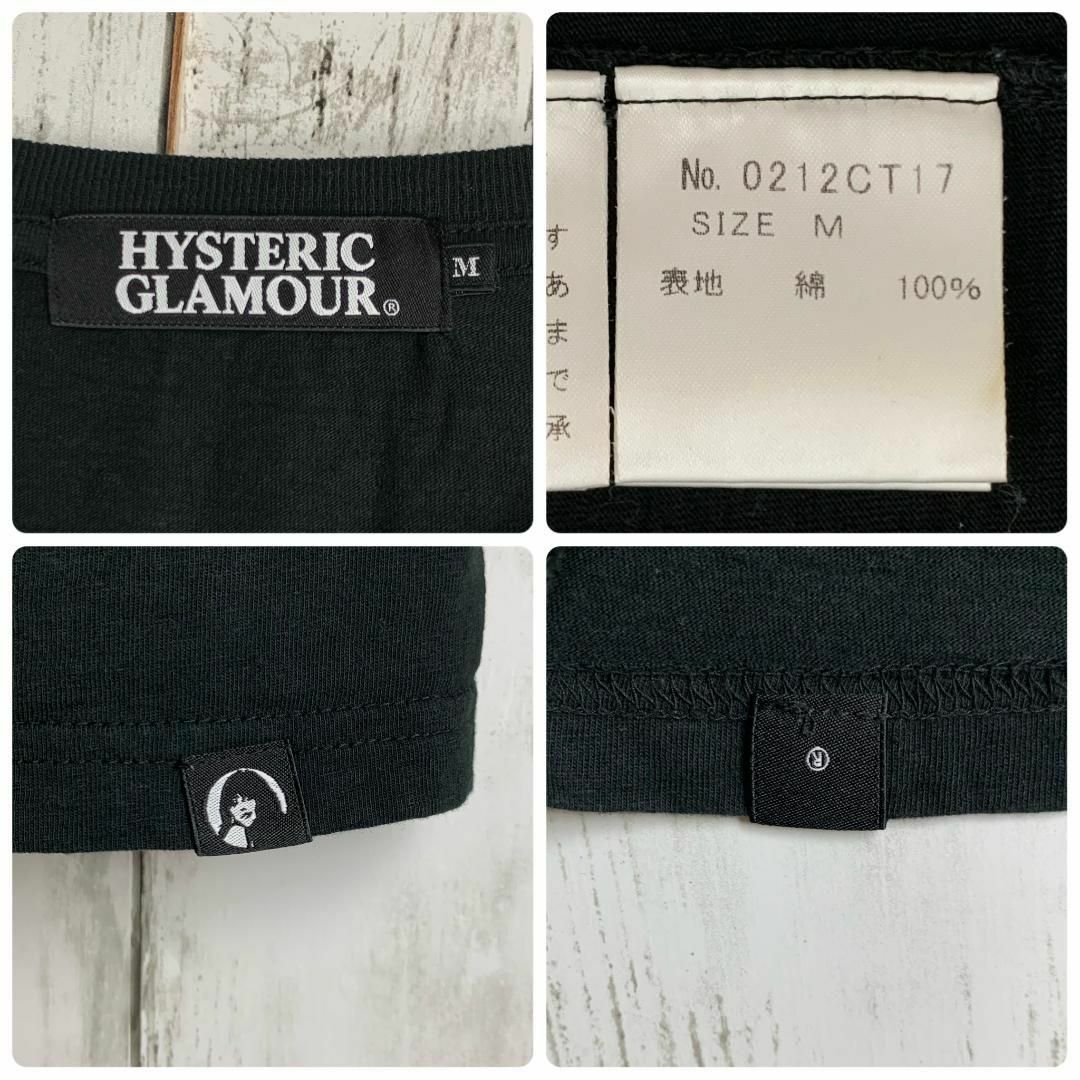 HYSTERIC
GLAMOUR®
M
No. 0212CT17
SIZE M
表地 綿 100%
す
あ
ま
で
承
®